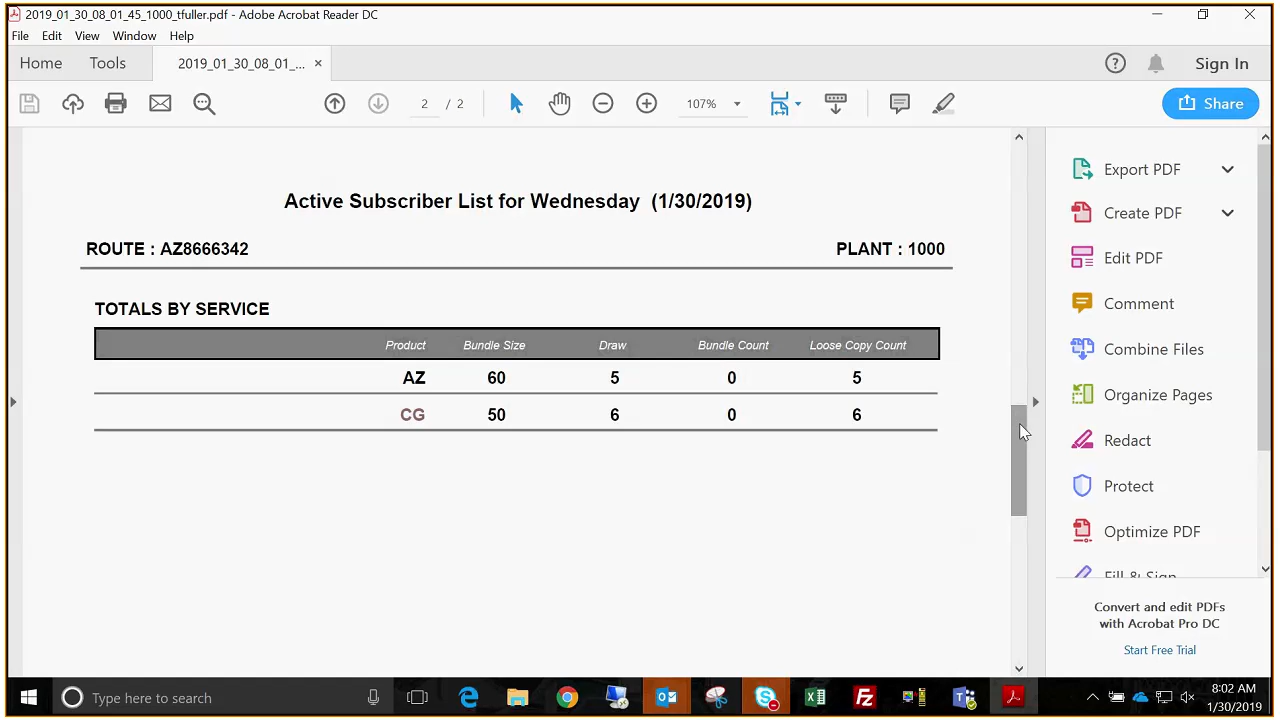 2019_01_30_08_01_45_1000_tfuller.pdf - Adobe Acrobat Reader DC
File Edit View Window Help
Home Tools 2019_01_30_08_01_... × Sign In
2 / 2 107% Share
Active Subscriber List for Wednesday (1/30/2019)
ROUTE : AZ8666342 PLANT : 1000
TOTALS BY SERVICE
Product Bundle Size Draw Bundle Count Loose Copy Count
AZ 60 5 0 5
CG 50 6 0 6
Export PDF
Create PDF
Edit PDF
Comment
Combine Files
Organize Pages
Redact
Protect
Optimize PDF
Fill & Sign
Convert and edit PDFs
with Acrobat Pro DC
Start Free Trial
Type here to search
8:02 AM
1/30/2019